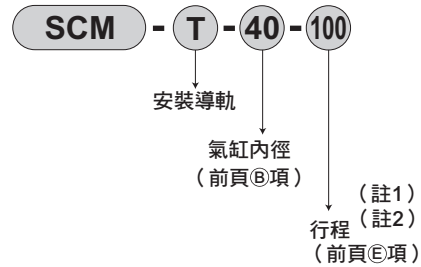 SCM - T - 40 - 100
安裝導軌
氣缸內徑
（前頁Ⓑ項）
（註1）
行程（註2）
（前頁Ⓔ項）